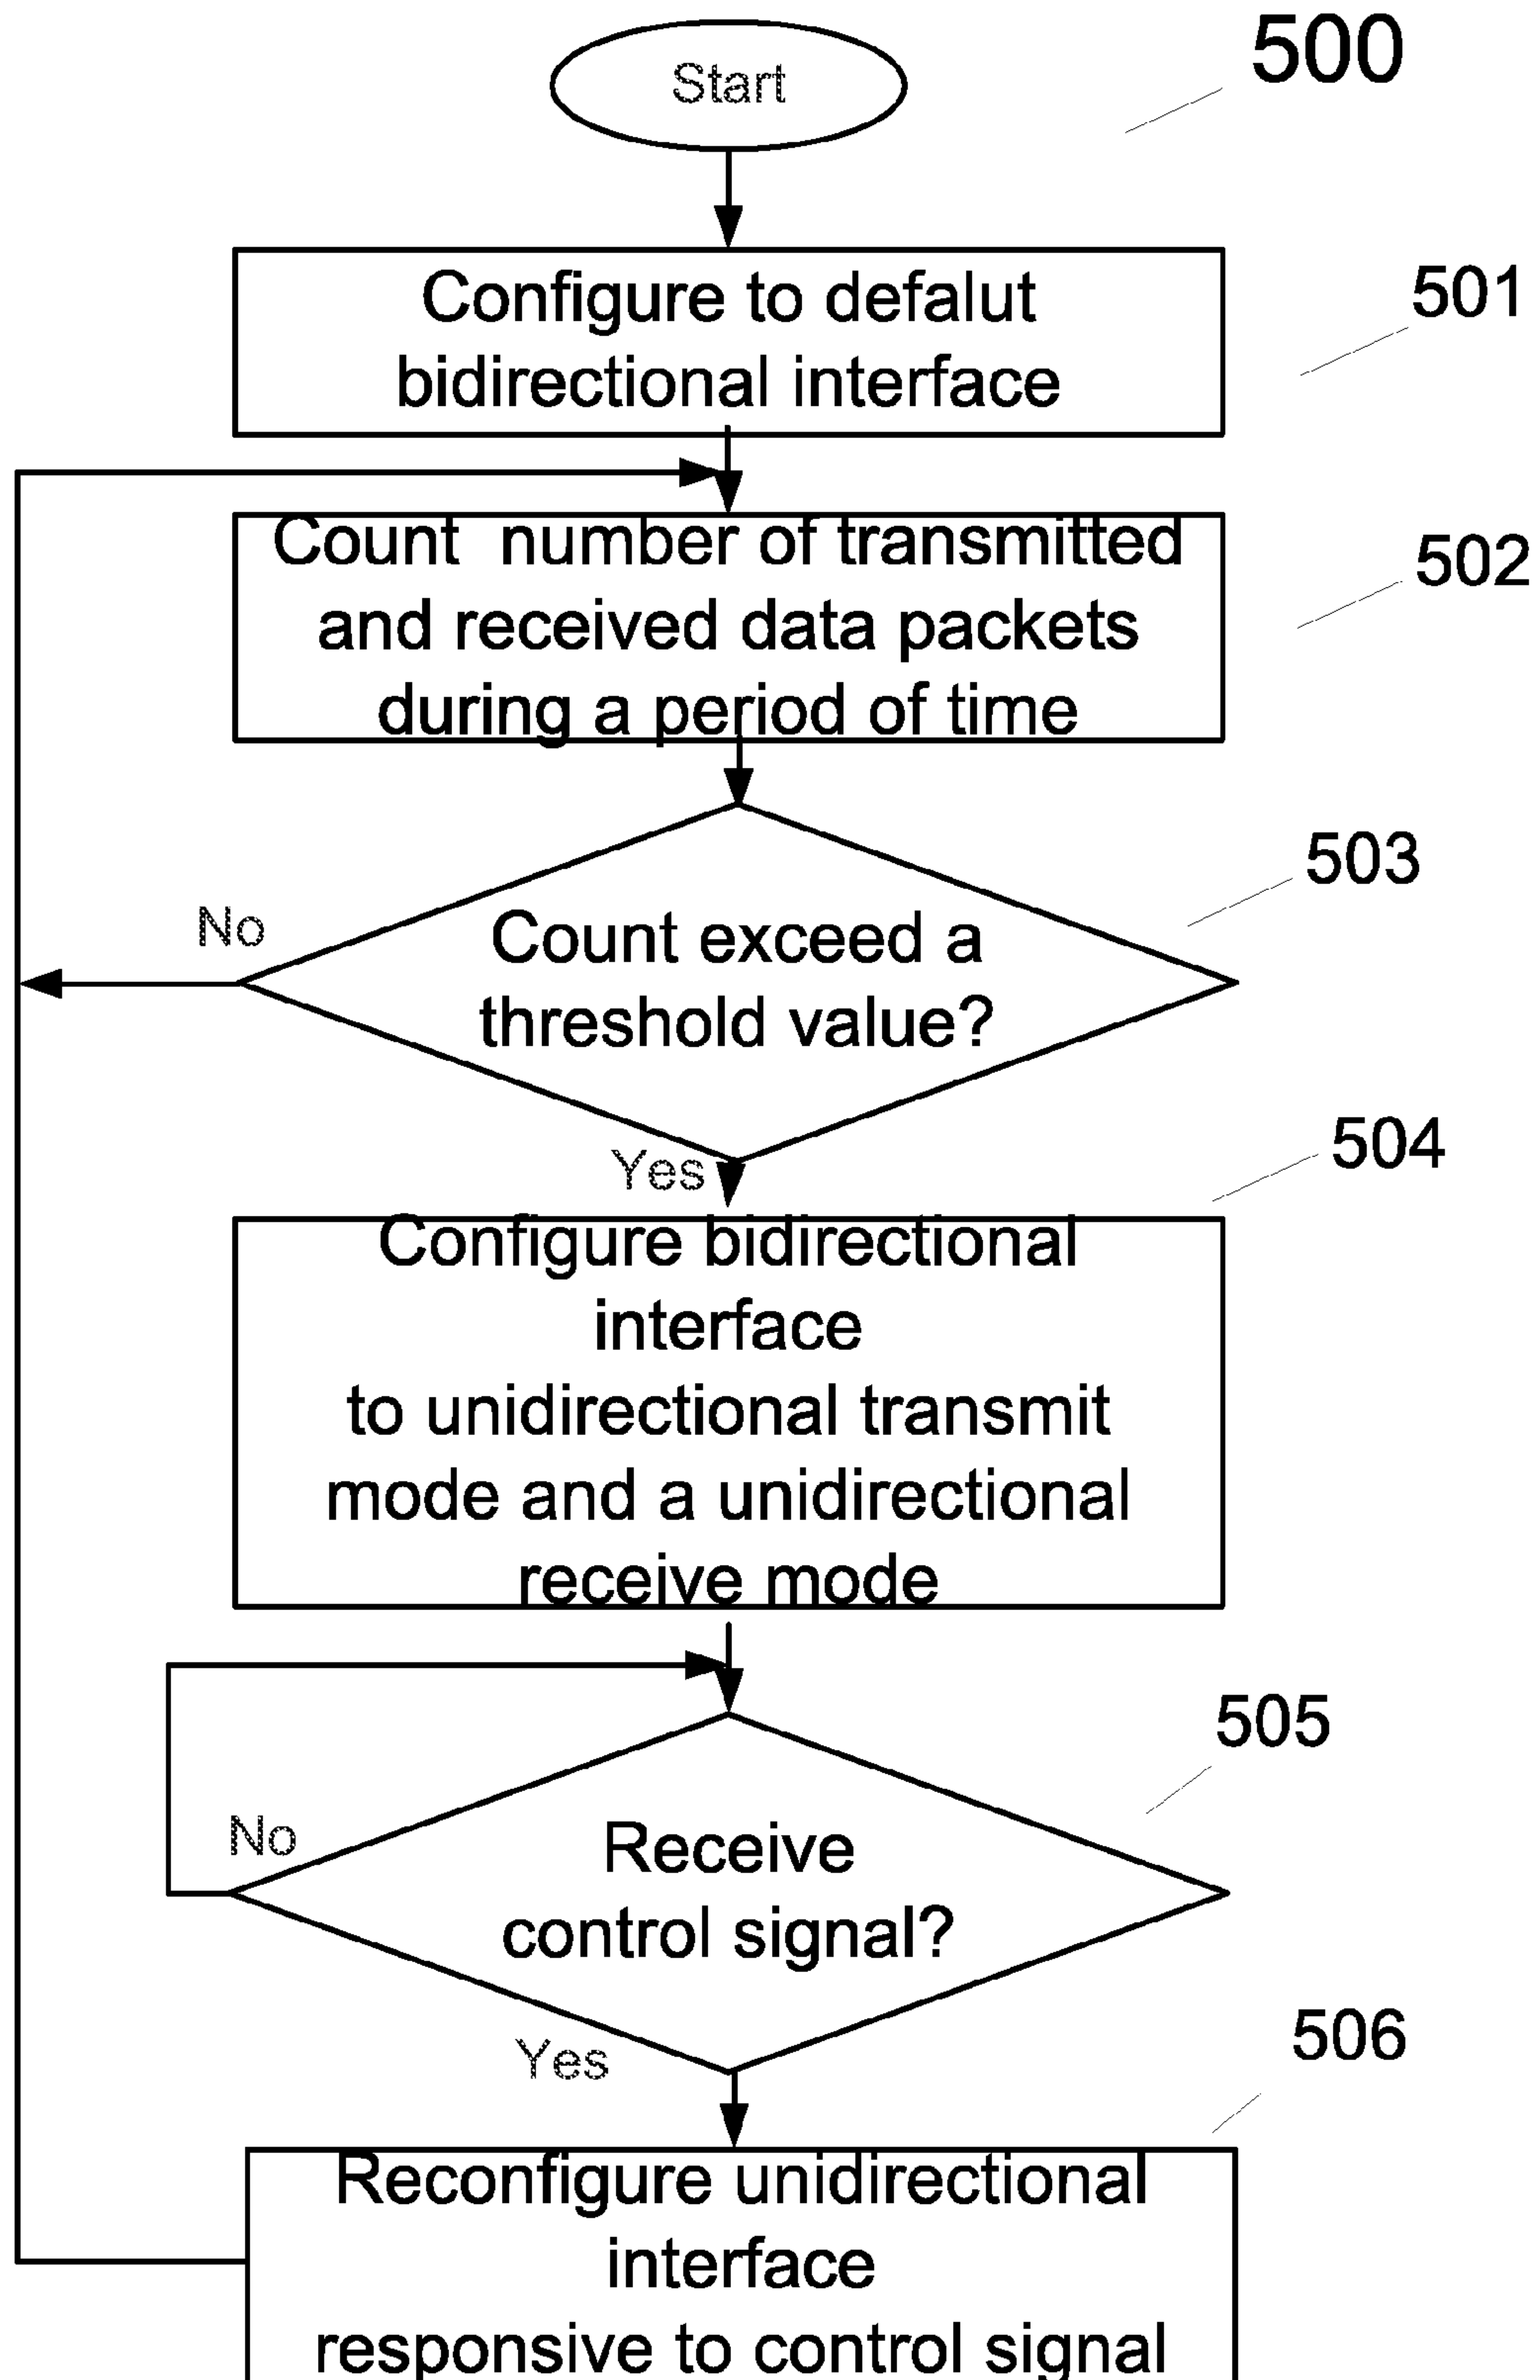 500
Start
501
Configure to defalut
bidirectional interface
502
Count number of transmitted
and received data packets
during a period of time
503
Count exceed a
threshold value?
No
Yes
504
Configure bidirectional
interface
to unidirectional transmit
mode and a unidirectional
receive mode
505
Receive
control signal?
No
Yes
506
Reconfigure unidirectional
interface
responsive to control signal